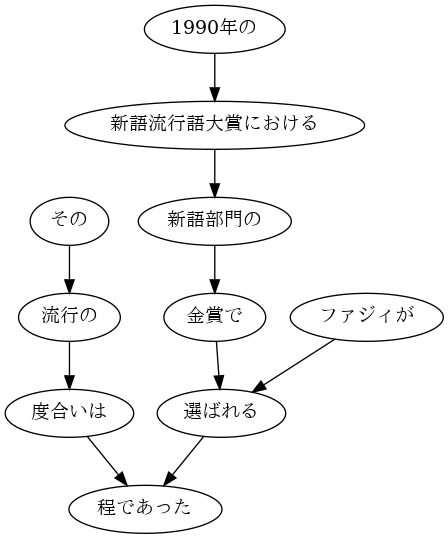 1990年の
新語流行語大賞における
その
新語部門の
流行の
金賞で
ファジィが
度合いは
選ばれる
程であった